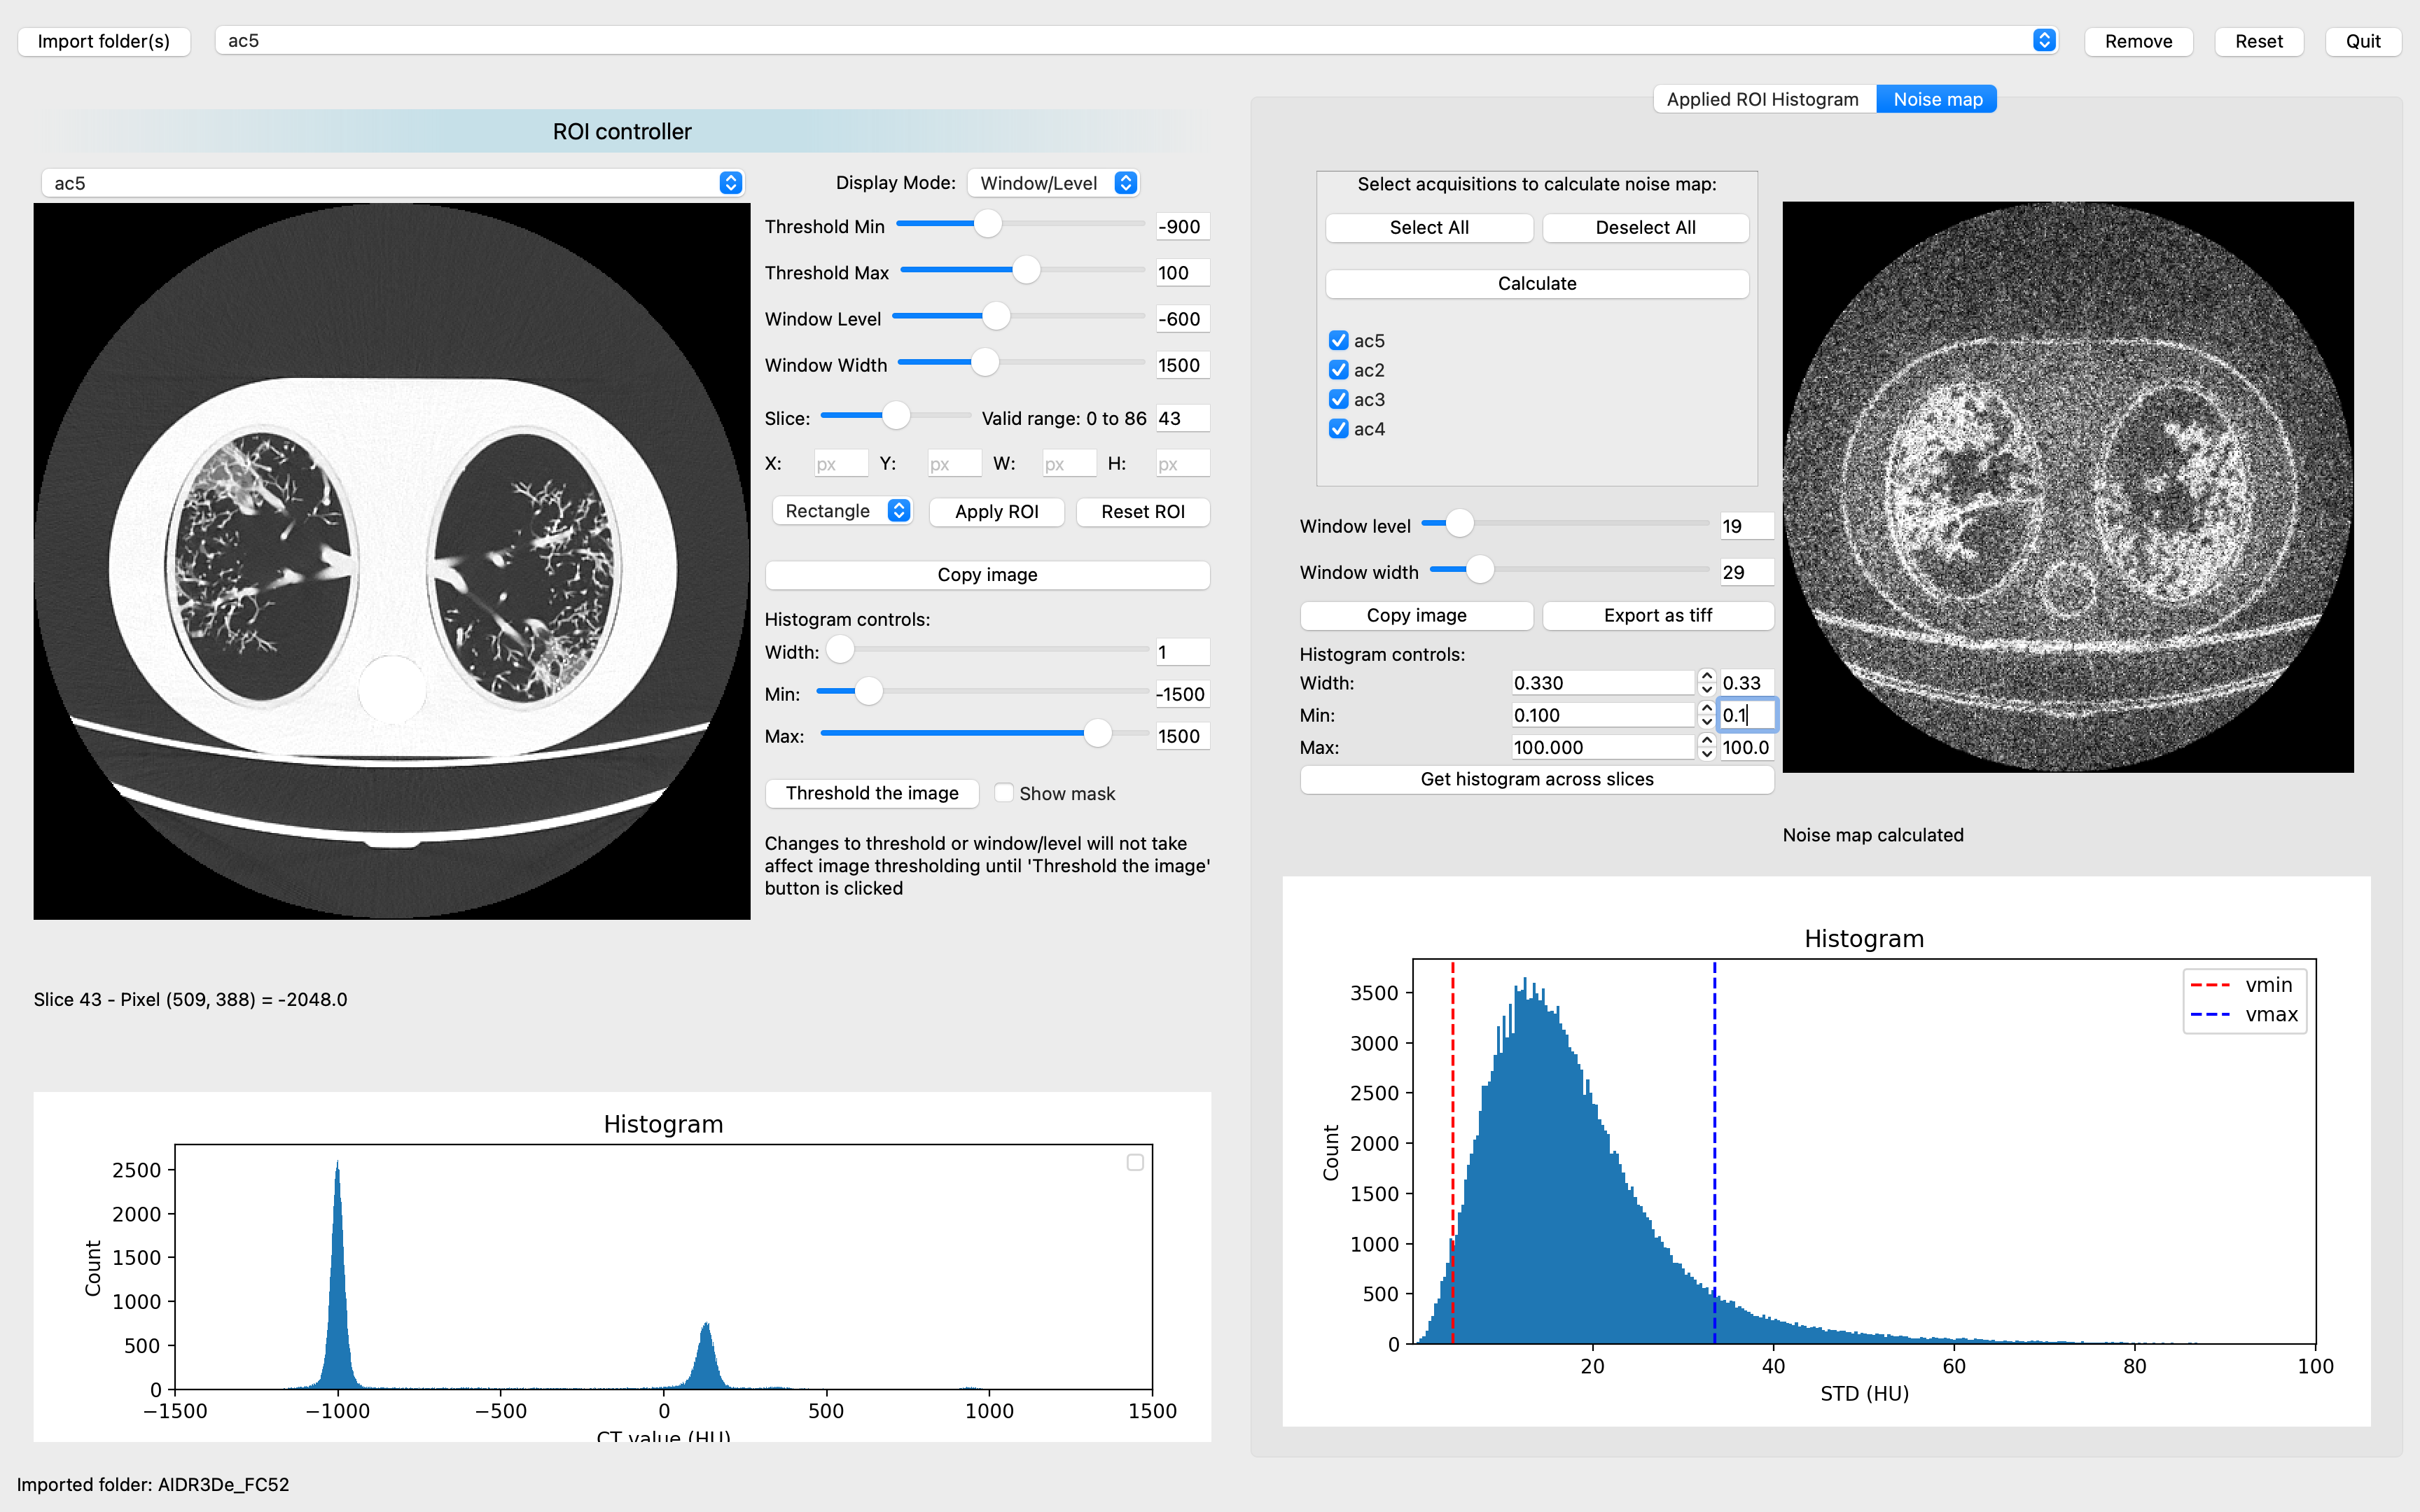 Import folder(s) ac5 Remove Reset Quit
ROI controller
ac5
Display Mode: Window/Level
Threshold Min -900
Threshold Max 100
Window Level -600
Window Width 1500
Slice: Valid range: 0 to 86 43
X: px Y: px W: px H: px
Rectangle Apply ROI Reset ROI
Copy image
Histogram controls:
Width: 1
Min: -1500
Max: 1500
Threshold the image Show mask
Changes to threshold or window/level will not take
affect image thresholding until 'Threshold the image'
button is clicked
Slice 43 - Pixel (509, 388) = -2048.0
Histogram
2500
2000
1500
1000
500
0
Count
−1500 −1000 −500 0 500 1000 1500
CT value (HU)
Imported folder: AIDR3De_FC52
Applied ROI Histogram Noise map
Select acquisitions to calculate noise map:
Select All Deselect All
Calculate
ac5
ac2
ac3
ac4
Window level 19
Window width 29
Copy image Export as tiff
Histogram controls:
Width: 0.330 0.33
Min: 0.100 0.1
Max: 100.000 100.0
Get histogram across slices
Noise map calculated
Histogram
vmin
vmax
3500
3000
2500
2000
1500
1000
500
0
Count
20 40 60 80 100
STD (HU)